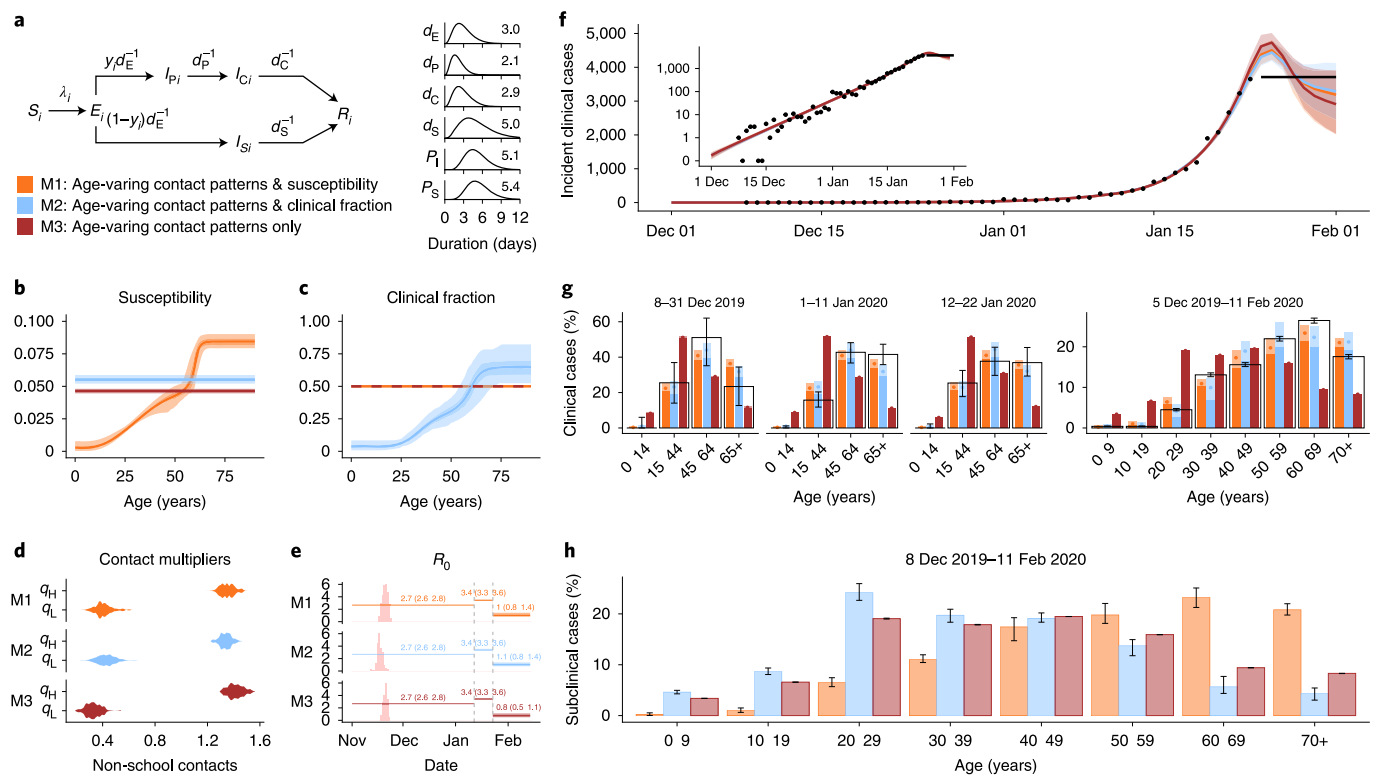 a
S_i
λ_i
E_i
y_i d_E^{-1}
I_{Pi}
d_P^{-1}
I_{Ci}
d_C^{-1}
R_i
(1–y_i)d_E^{-1}
I_{Si}
d_S^{-1}
d_E 3.0
d_P 2.1
d_C 2.9
d_S 5.0
P_I 5.1
P_S 5.4
0 3 6 9 12
Duration (days)
M1: Age-varing contact patterns & susceptibility
M2: Age-varing contact patterns & clinical fraction
M3: Age-varing contact patterns only
b
Susceptibility
0.100
0.075
0.050
0.025
0
0 25 50 75
Age (years)
c
Clinical fraction
1.00
0.75
0.50
0.25
0
0 25 50 75
Age (years)
d
Contact multipliers
M1 q_H
q_L
M2 q_H
q_L
M3 q_H
q_L
0.4 0.8 1.2 1.6
Non-school contacts
e
R_0
M1
6
4
2
0
2.7 (2.6 2.8)
3.4 (3.3 3.6)
1 (0.8 1.4)
M2
6
4
2
0
2.7 (2.6 2.8)
3.4 (3.3 3.6)
1.1 (0.8 1.4)
M3
6
4
2
0
2.7 (2.6 2.8)
3.4 (3.3 3.6)
0.8 (0.5 1.1)
Nov Dec Jan Feb
Date
f
Incident clinical cases
5,000
4,000
3,000
2,000
1,000
0
1,000
100
10
1
0
1 Dec 15 Dec 1 Jan 15 Jan 1 Feb
Dec 01 Dec 15 Jan 01 Jan 15 Feb 01
g
Clinical cases (%)
8–31 Dec 2019
1–11 Jan 2020
12–22 Jan 2020
5 Dec 2019–11 Feb 2020
60
40
20
0
20
10
0
0 14 15 44 45 64 65+
0 14 15 44 45 64 65+
0 14 15 44 45 64 65+
0 9 10 19 20 29 30 39 40 49 50 59 60 69 70+
Age (years)
Age (years)
h
8 Dec 2019–11 Feb 2020
Subclinical cases (%)
20
10
0
0 9 10 19 20 29 30 39 40 49 50 59 60 69 70+
Age (years)